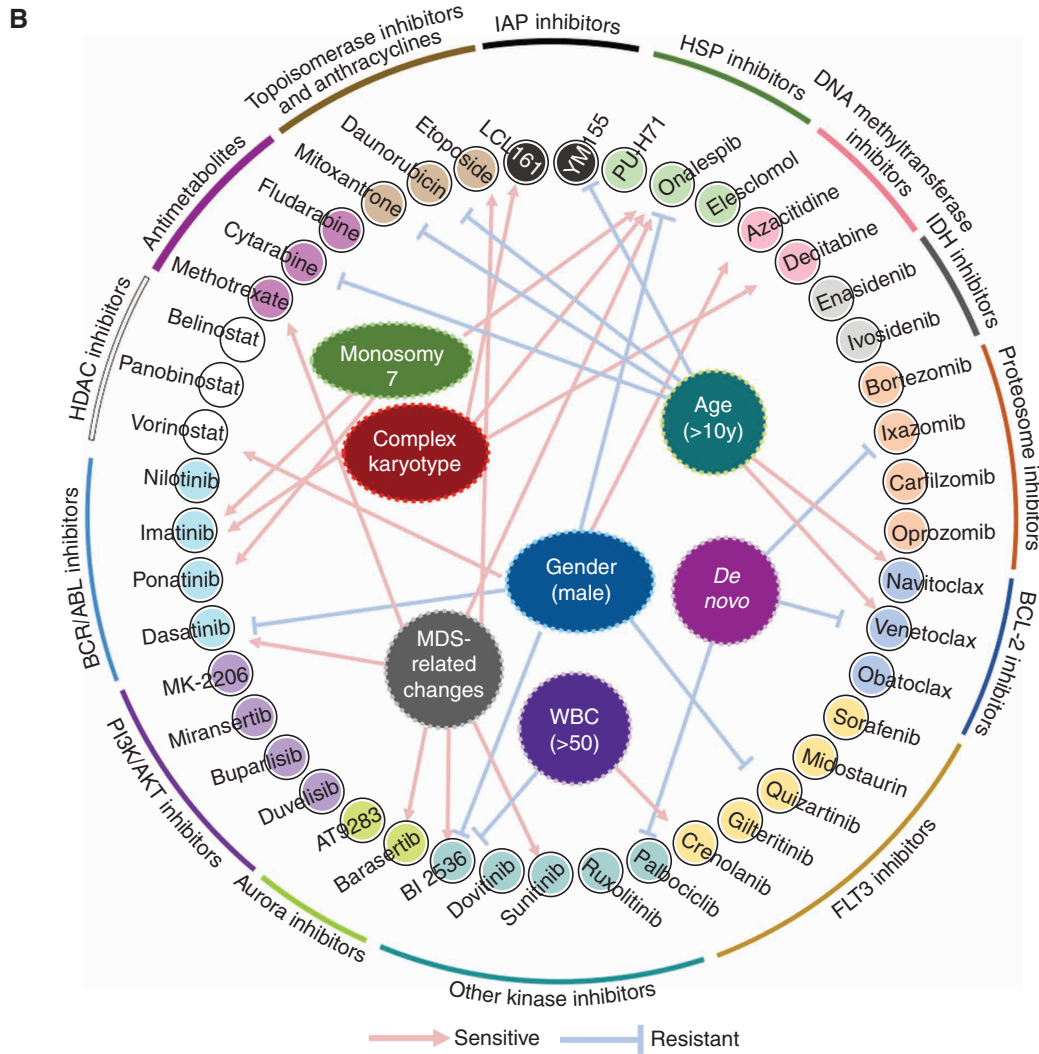 B
IAP inhibitors
HSP inhibitors
DNA methyltransferase
inhibitors
IDH inhibitors
Proteosome inhibitors
BCL-2 inhibitors
FLT3 inhibitors
Other kinase inhibitors
Aurora inhibitors
PI3K/AKT inhibitors
BCR/ABL inhibitors
HDAC inhibitors
Antimetabolites
Topoisomerase inhibitors
and anthracyclines
LCL161
YM155
PU-H71
Onalespib
Elesclomol
Azacitidine
Decitabine
Enasidenib
Ivosidenib
Bortezomib
Ixazomib
Carfilzomib
Oprozomib
Navitoclax
Venetoclax
Obatoclax
Sorafenib
Midostaurin
Quizartinib
Gilteritinib
Crenolanib
Palbociclib
Ruxolitinib
Sunitinib
Dovitinib
BI 2536
Barasertib
AT9283
Duvelisib
Buparlisib
Miransertib
MK-2206
Dasatinib
Ponatinib
Imatinib
Nilotinib
Vorinostat
Panobinostat
Belinostat
Methotrexate
Cytarabine
Fludarabine
Mitoxantrone
Daunorubicin
Etoposide
Monosomy
7
Complex
karyotype
Age
(>10y)
Gender
(male)
De
novo
MDS-
related
changes
WBC
(>50)
Sensitive
Resistant